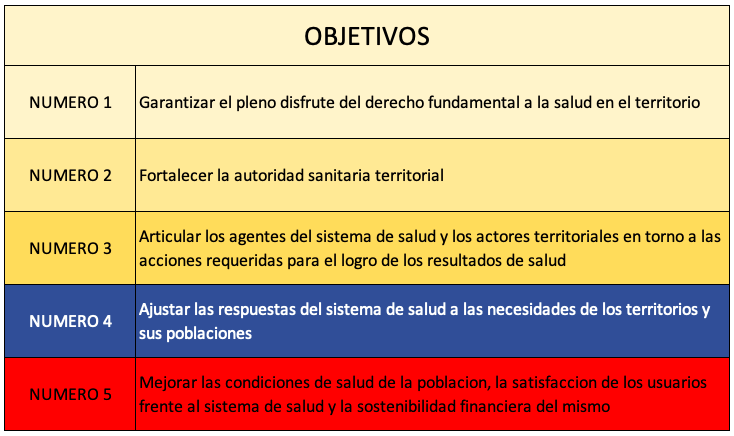 OBJETIVOS
NUMERO 1
Garantizar el pleno disfrute del derecho fundamental a la salud en el territorio
NUMERO 2
Fortalecer la autoridad sanitaria territorial
NUMERO 3
Articular los agentes del sistema de salud y los actores territoriales en torno a las
acciones requeridas para el logro de los resultados de salud
NUMERO 4
Ajustar las respuestas del sistema de salud a las necesidades de los territorios y
sus poblaciones
NUMERO 5
Mejorar las condiciones de salud de la poblacion, la satisfaccion de los usuarios
frente al sistema de salud y la sostenibilidad financiera del mismo